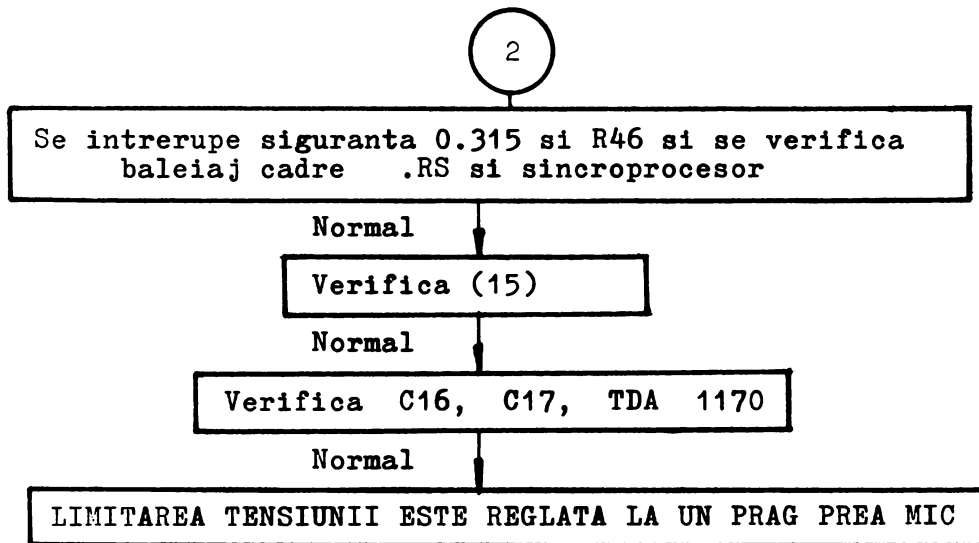 2
Se intrerupe siguranta 0.315 si R46 si se verifica
baleiaj cadre .RS si sincroprocesor
Normal
Verifica (15)
Normal
Verifica C16, C17, TDA 1170
Normal
LIMITAREA TENSIUNII ESTE REGLATA LA UN PRAG PREA MIC